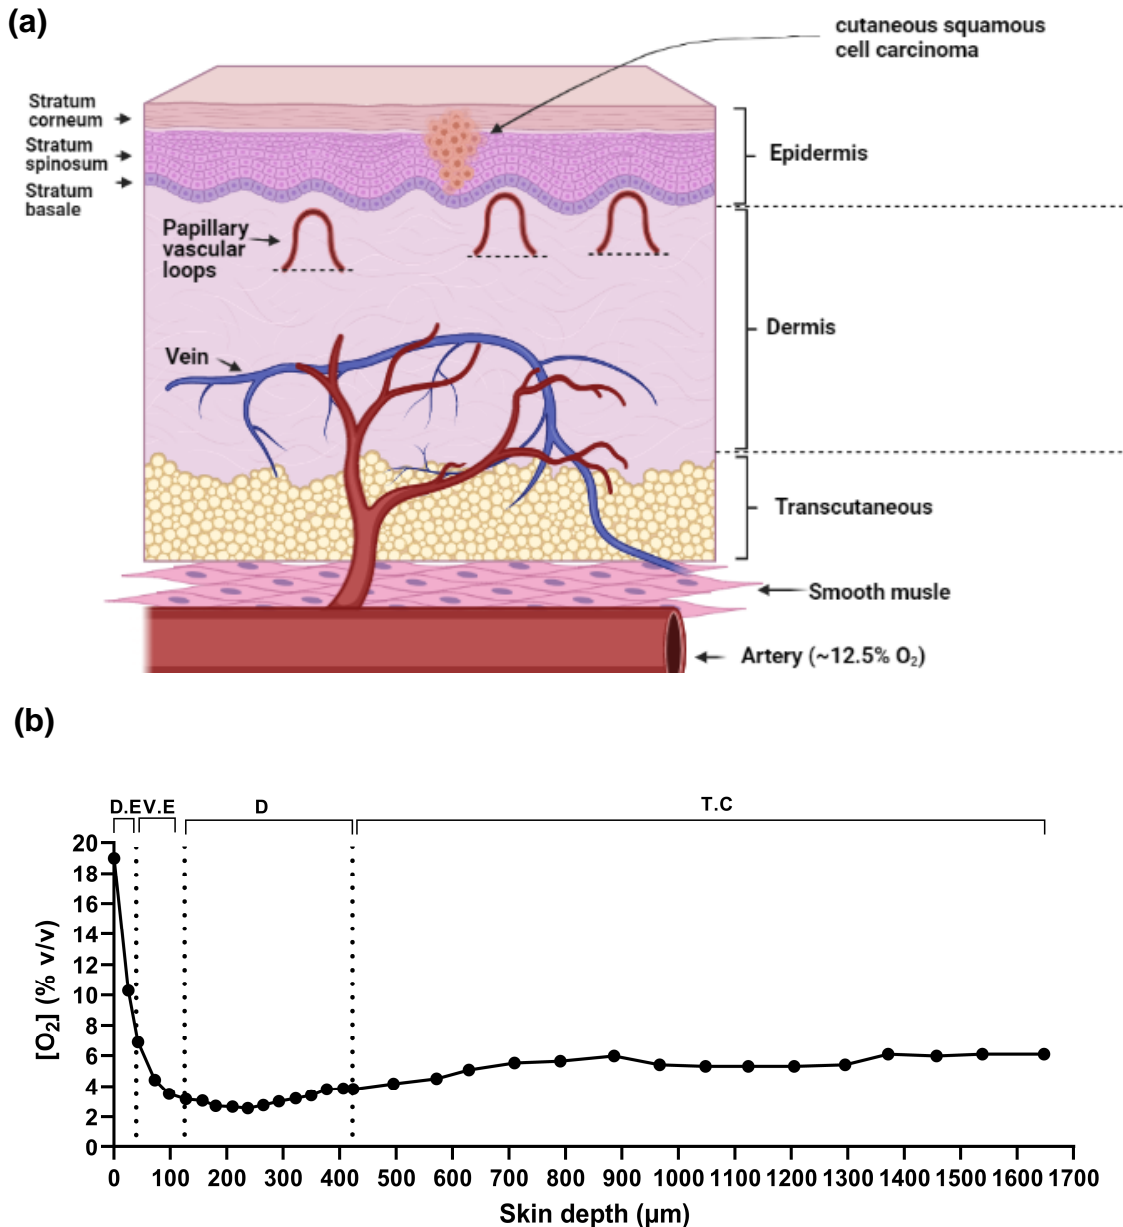 (a)
cutaneous squamous
cell carcinoma
Stratum
corneum
Stratum
spinosum
Stratum
basale
Epidermis
Papillary
vascular
loops
Dermis
Vein
Transcutaneous
Smooth musle
Artery (~12.5% O₂)
(b)
D.E V.E D T.C
20
18
16
14
12
10
8
6
4
2
0
[O₂] (% v/v)
0 100 200 300 400 500 600 700 800 900 1000 1100 1200 1300 1400 1500 1600 1700
Skin depth (µm)